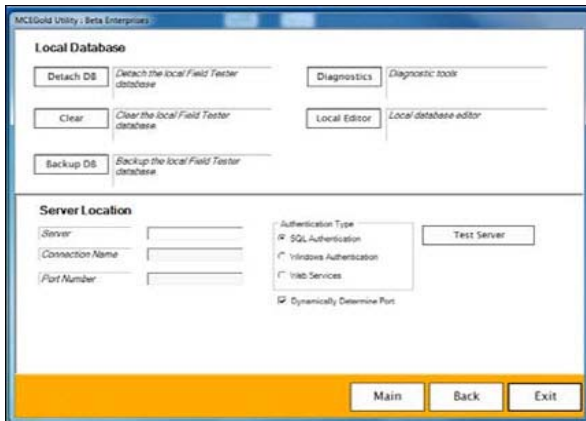 MCEGold Utility : Beta Enterprises
Local Database
Detach DB
Detach the local Field Tester
database
Diagnostics
Diagnostic tools
Clear
Clear the local Field Tester
database.
Local Editor
Local database editor
Backup DB
Backup the local Field Tester
database.
Server Location
Server
Connection Name
Port Number
Authentication Type
SQL Authentication
Windows Authentication
Web Services
Dynamically Determine Port
Test Server
Main
Back
Exit